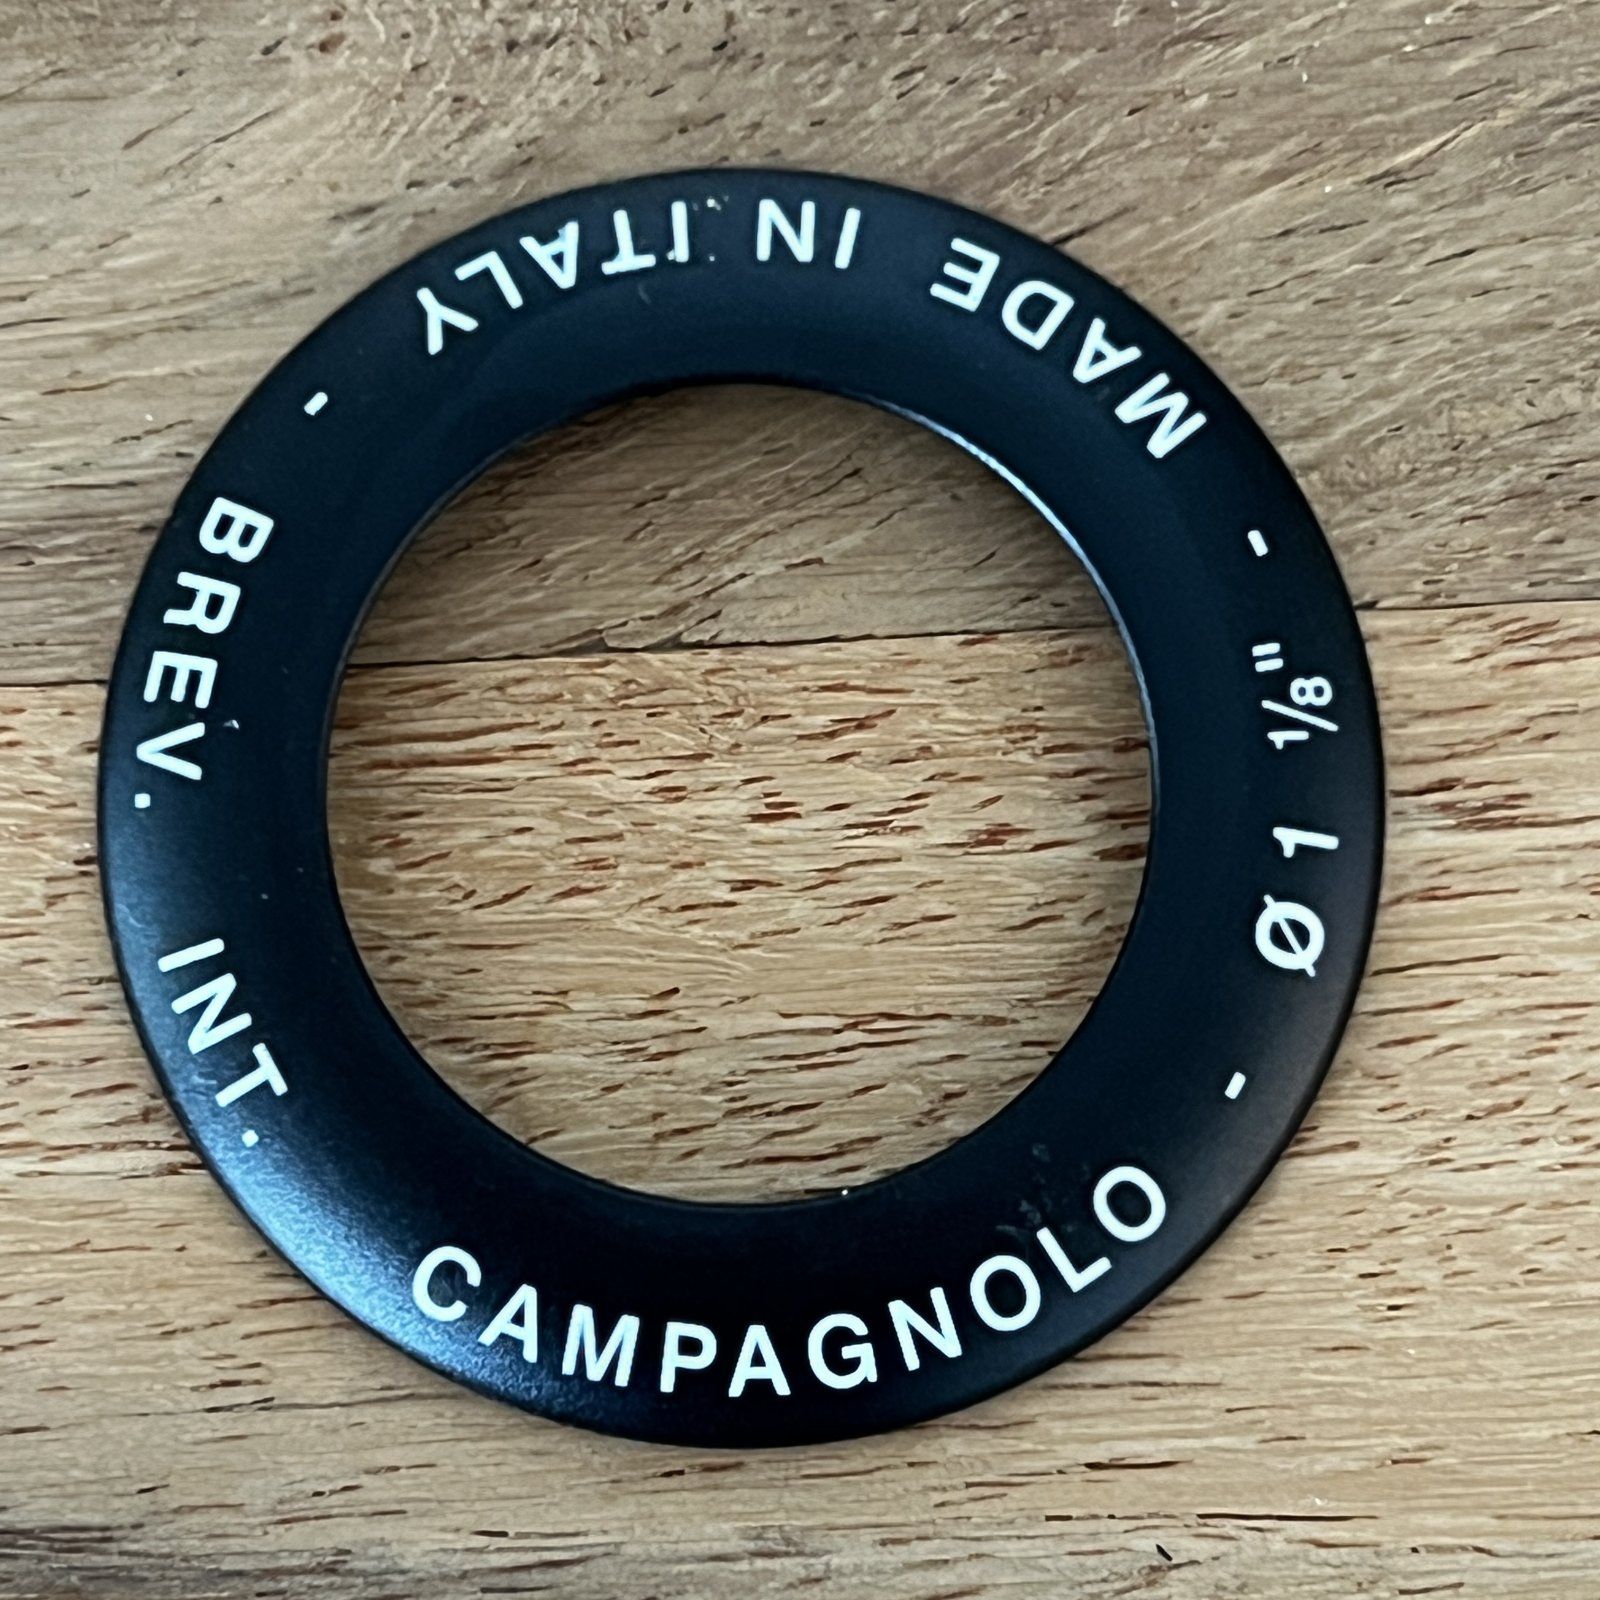 BREV. INT. CAMPAGNOLO - Ø 1 1/8" - MADE IN ITALY -